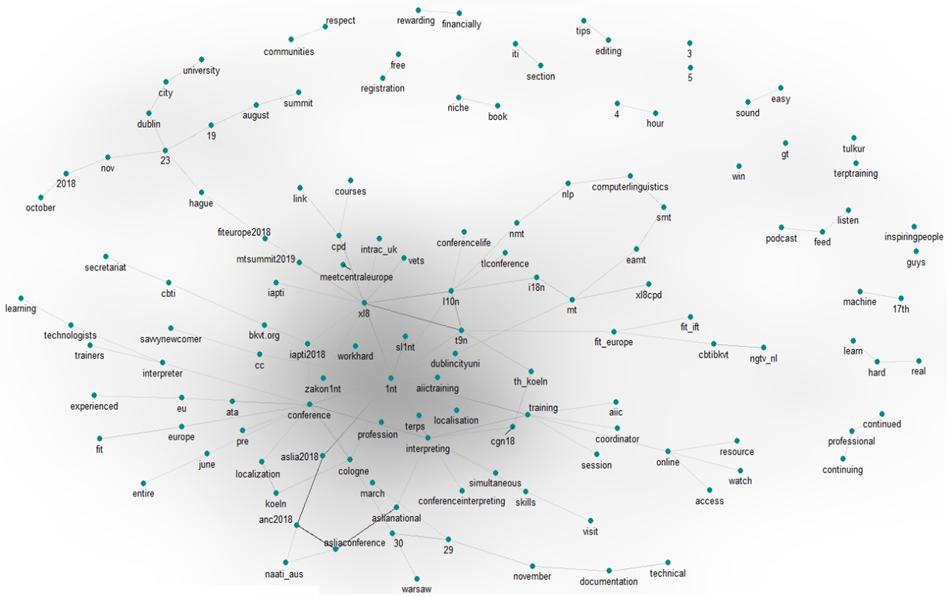 respect
rewarding
financially
tips
communities
iti
editing
3
free
university
section
5
registration
city
easy
summit
niche
sound
august
book
4
hour
dublin
19
tulkur
gt
23
nov
terptraining
win
2018
computerlinguistics
nlp
courses
link
october
hague
listen
smt
fiteurope2018
nmt
podcast
feed
inspiringpeople
conferencelife
cpd
intrac_uk
mtsummit2019
vets
tlconference
eamt
guys
secretariat
meetcentraleurope
iapti
i18n
xl8cpd
cbti
l10n
mt
machine
17th
learning
xl8
technologists
bkvt.org
t9n
fit_ift
fit_europe
savvynewcomer
sl1nt
learn
trainers
iapti2018
workhard
cbtibkvt
ngtv_nl
cc
dublincityuni
interpreter
hard
real
zakon1nt
1nt
aiictraining
th_koeln
experienced
eu
ata
conference
training
aiic
localisation
continued
terps
profession
cgn18
coordinator
fit
europe
pre
interpreting
professional
aslia2018
june
session
online
resource
localization
cologne
continuing
simultaneous
watch
entire
march
conferenceinterpreting
skills
access
koeln
anc2018
aslianational
visit
asliaconference
30
29
naati_aus
november
documentation
technical
warsaw